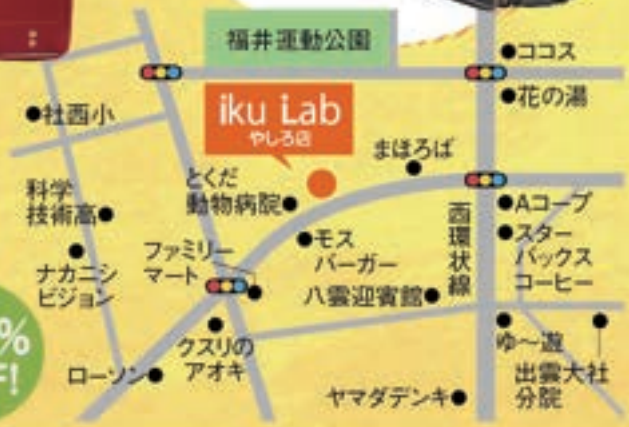 福井運動公園
ココス
花の湯
社西小
iku Lab
やしろ店
まほろば
とくだ
動物病院
科学
技術高
Aコープ
西環状線
スター
バックス
コーヒー
モス
バーガー
ファミリー
マート
ナカニシ
ビジョン
八雲迎賓館
クスリの
アオキ
ゆ〜遊
出雲大社
分院
ローソン
ヤマダデンキ
%
F!